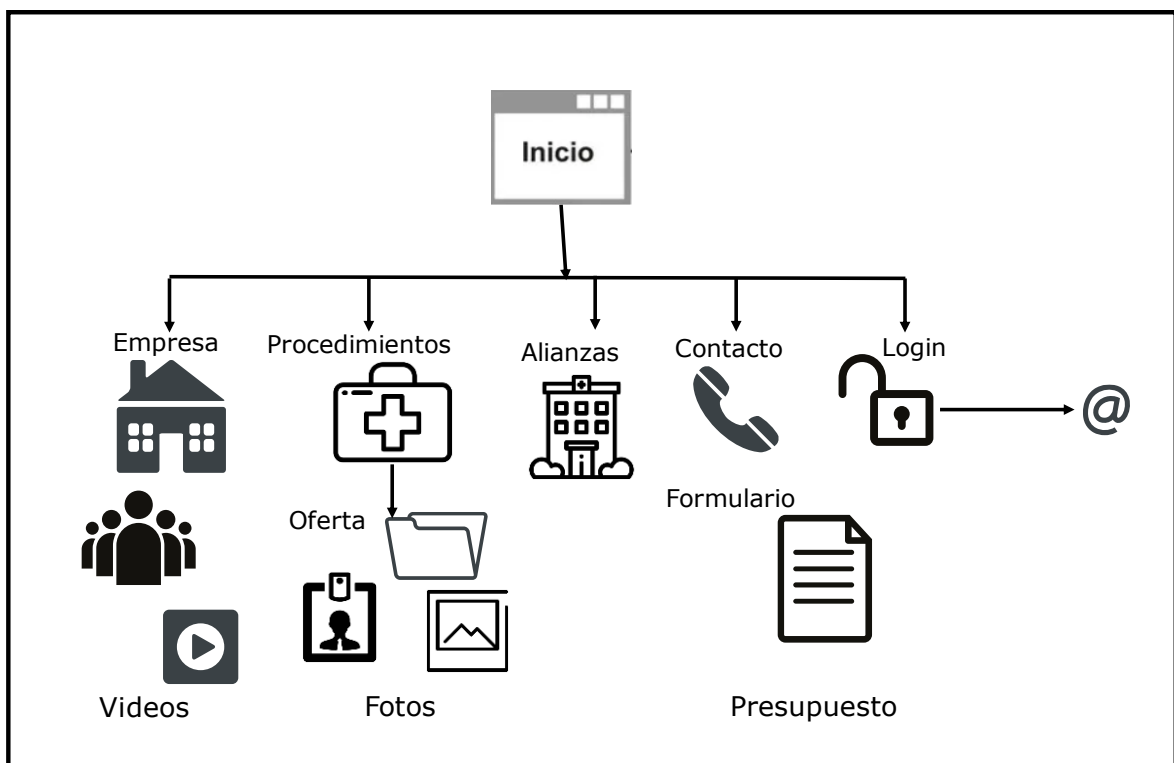 Inicio
Empresa
Procedimientos
Alianzas
Contacto
Login
@
Formulario
Oferta
Videos
Fotos
Presupuesto